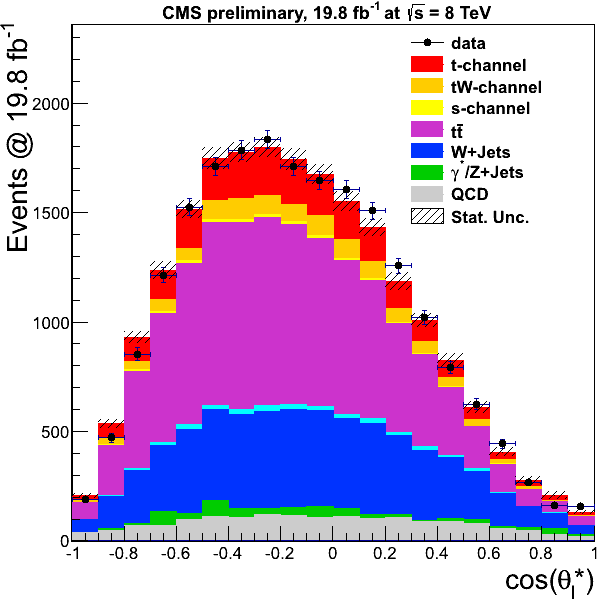 CMS preliminary, 19.8 fb⁻¹ at √s = 8 TeV
Events @ 19.8 fb⁻¹
2000
1500
1000
500
0
data
t-channel
tW-channel
s-channel
tt̄
W+Jets
γ*/Z+Jets
QCD
Stat. Unc.
-1 -0.8 -0.6 -0.4 -0.2 0 0.2 0.4 0.6 0.8 1
cos(θₗ*)